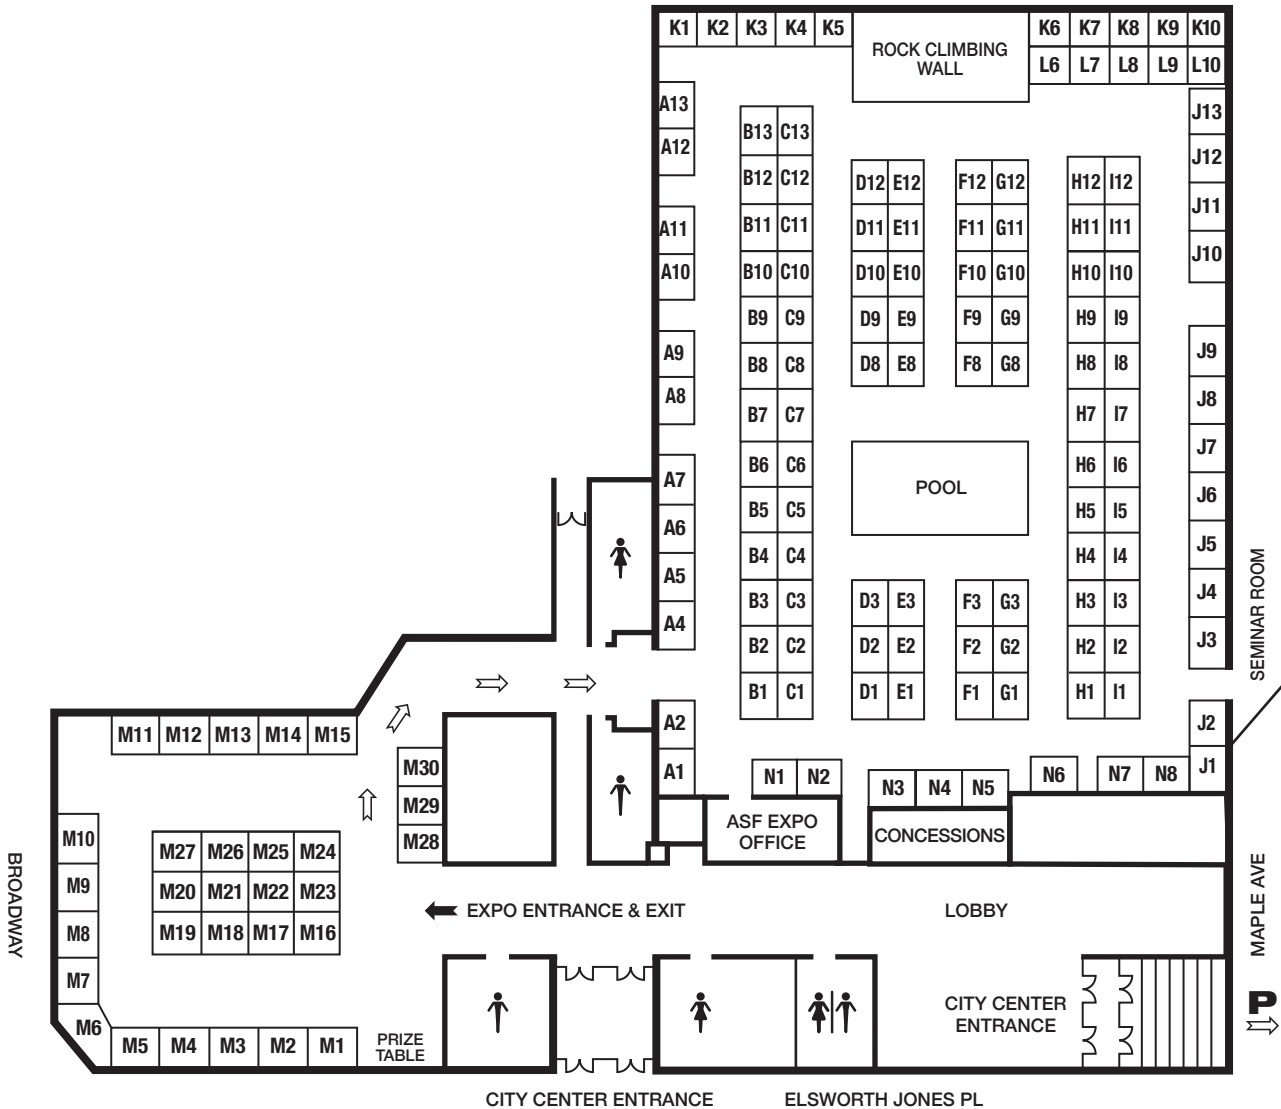 K1 K2 K3 K4 K5
ROCK CLIMBING
WALL
K6 K7 K8 K9 K10
L6 L7 L8 L9 L10
A13
A12
A11
A10
A9
A8
A7
A6
A5
A4
A2
A1
B13 C13
B12 C12
B11 C11
B10 C10
B9 C9
B8 C8
B7 C7
B6 C6
B5 C5
B4 C4
B3 C3
B2 C2
B1 C1
D12 E12
D11 E11
D10 E10
D9 E9
D8 E8
F12 G12
F11 G11
F10 G10
F9 G9
F8 G8
POOL
D3 E3
D2 E2
D1 E1
F3 G3
F2 G2
F1 G1
H12 I12
H11 I11
H10 I10
H9 I9
H8 I8
H7 I7
H6 I6
H5 I5
H4 I4
H3 I3
H2 I2
H1 I1
J13
J12
J11
J10
J9
J8
J7
J6
J5
J4
J3
J2
J1
SEMINAR ROOM
N1 N2
N3 N4 N5
N6
N7 N8
ASF EXPO
OFFICE
CONCESSIONS
M11 M12 M13 M14 M15
M30
M29
M28
M10
M9
M8
M7
M6
M27 M26 M25 M24
M20 M21 M22 M23
M19 M18 M17 M16
M5 M4 M3 M2 M1
PRIZE
TABLE
BROADWAY
EXPO ENTRANCE & EXIT
LOBBY
MAPLE AVE
CITY CENTER
ENTRANCE
P
CITY CENTER ENTRANCE
ELSWORTH JONES PL